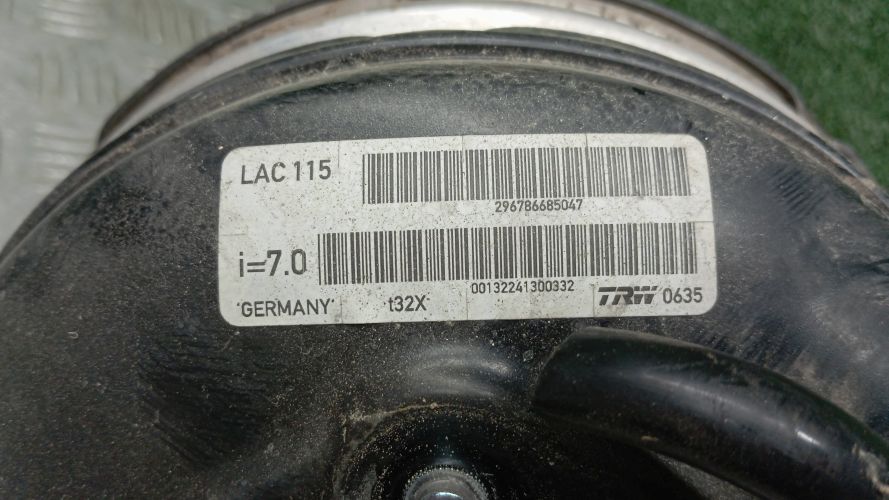 LAC 115
296786685047
i=7.0
00132241300332
GERMANY t32X TRW 0635